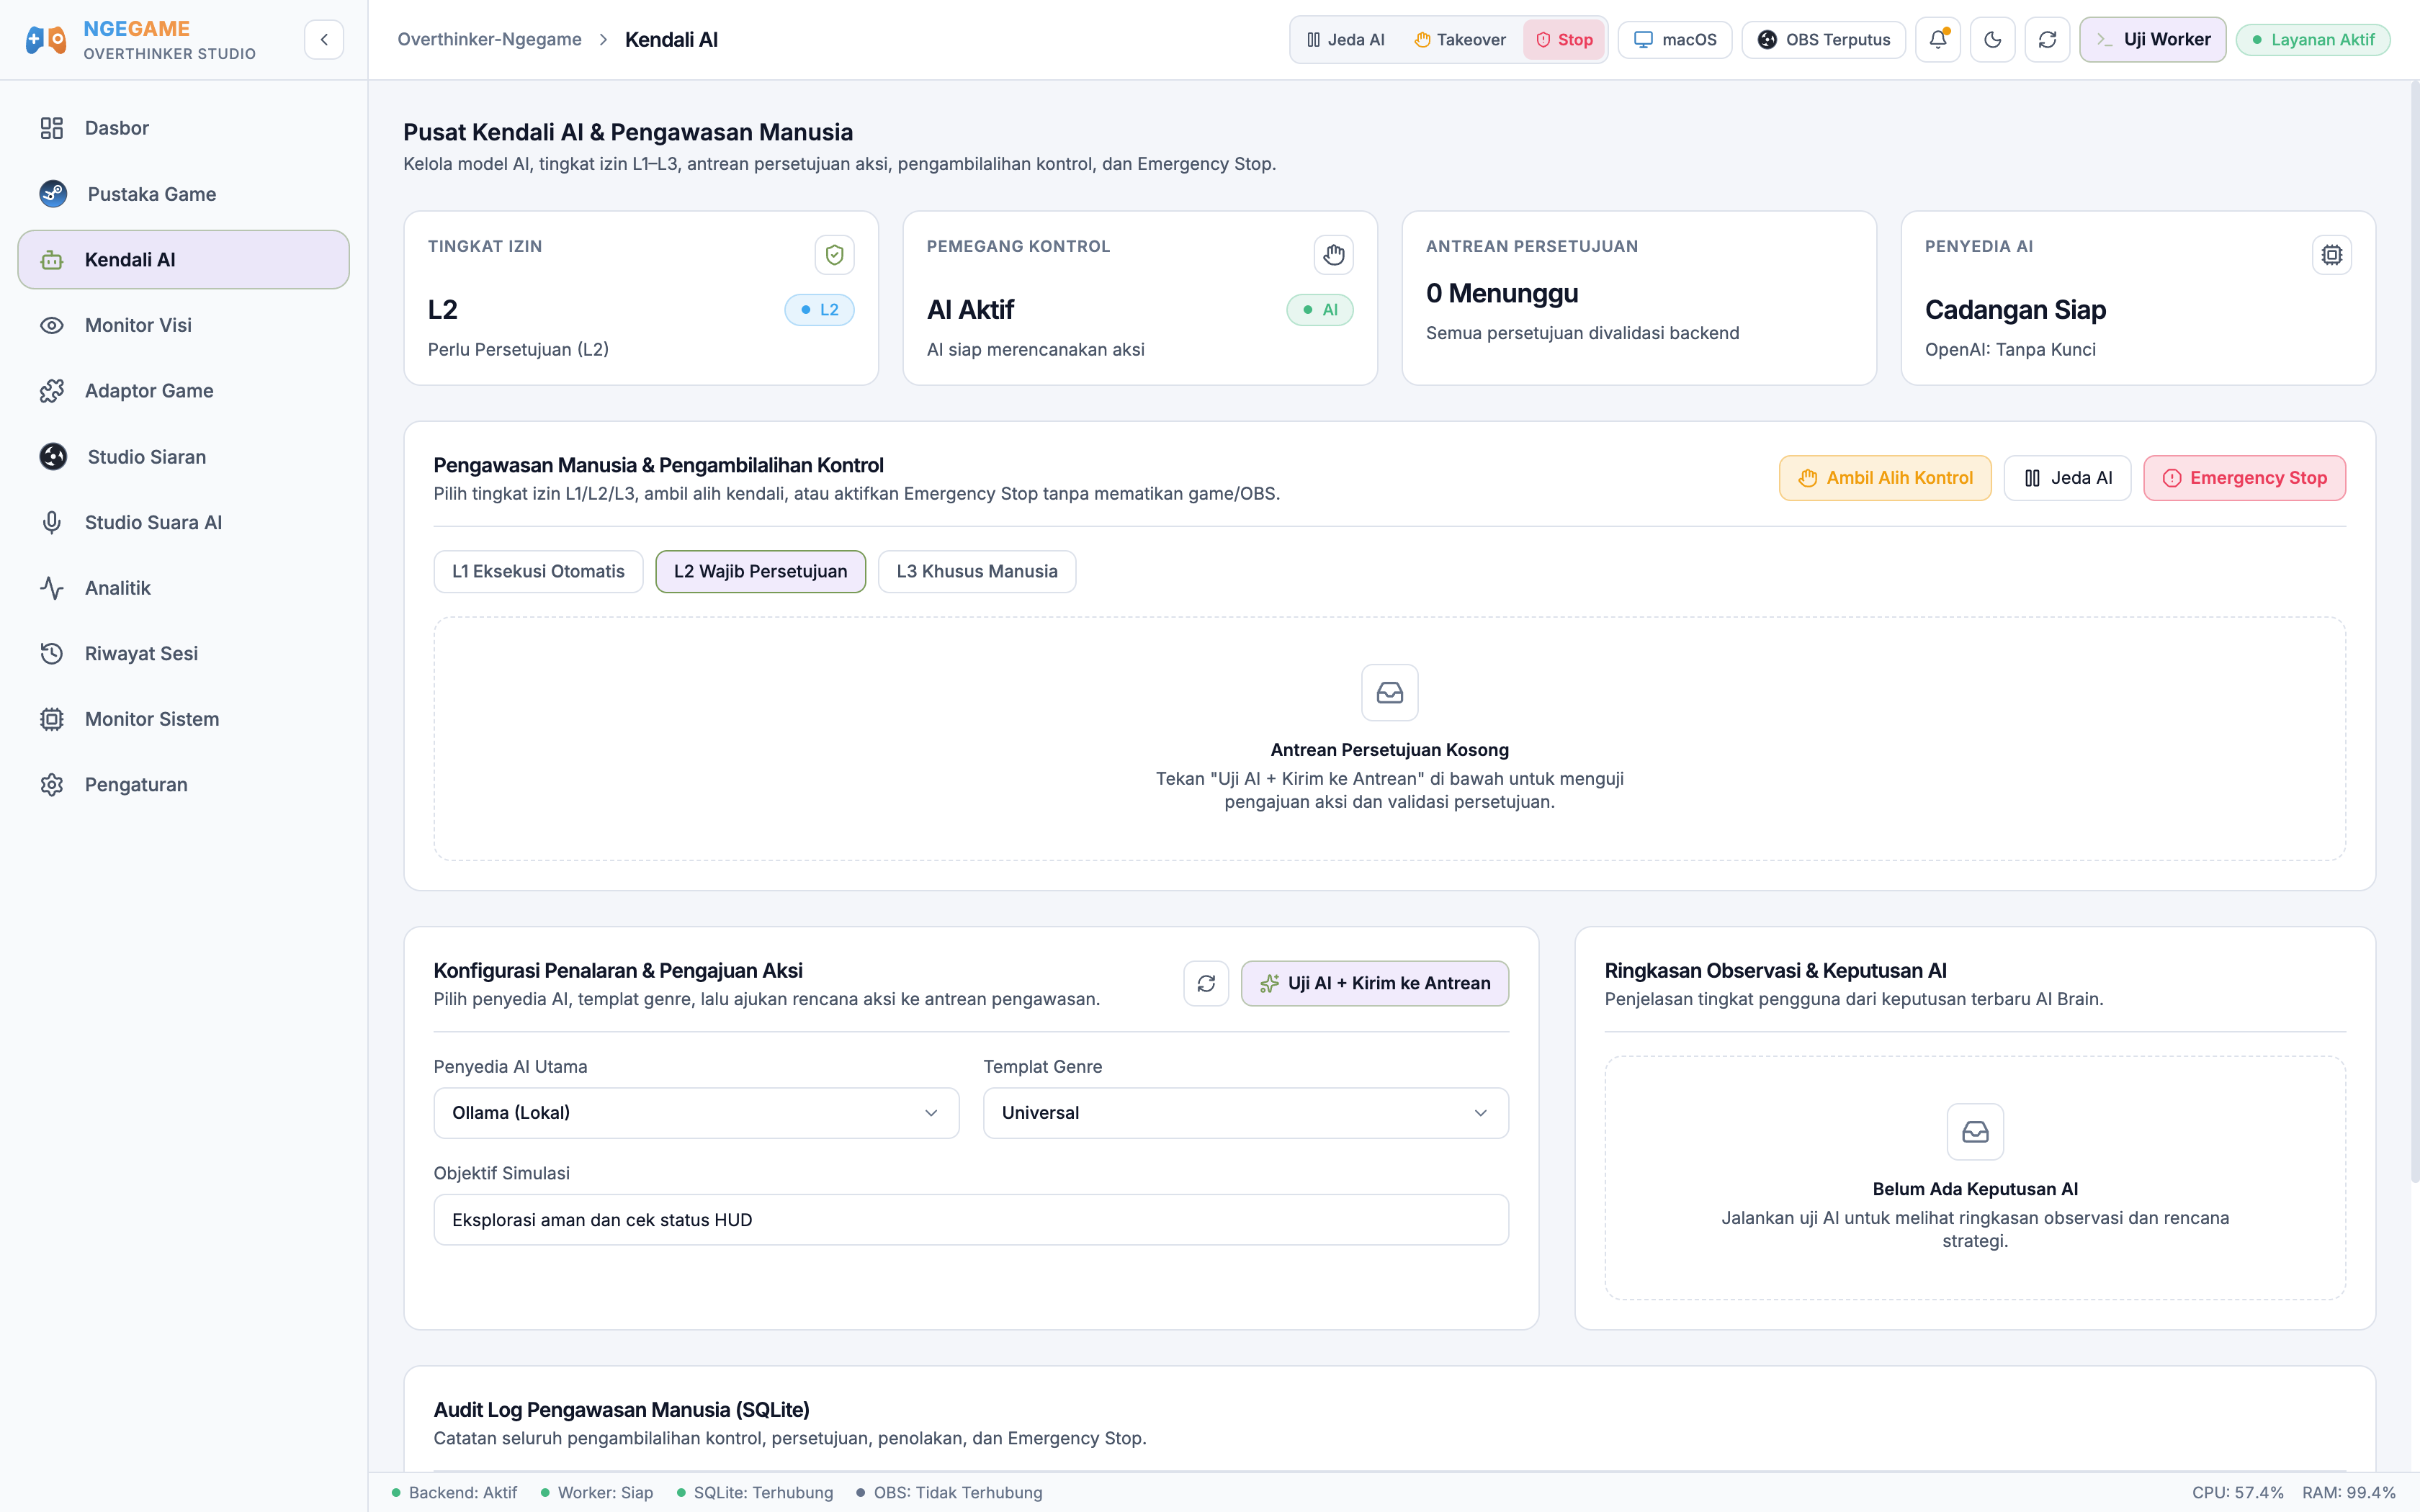 NGEGAME
OVERTHINKER STUDIO
Overthinker-Ngegame > Kendali AI
Jeda AI
Takeover
Stop
macOS
OBS Terputus
Uji Worker
Layanan Aktif
Dasbor
Pustaka Game
Kendali AI
Monitor Visi
Adaptor Game
Studio Siaran
Studio Suara AI
Analitik
Riwayat Sesi
Monitor Sistem
Pengaturan
Pusat Kendali AI & Pengawasan Manusia
Kelola model AI, tingkat izin L1–L3, antrean persetujuan aksi, pengambilalihan kontrol, dan Emergency Stop.
TINGKAT IZIN
L2
L2
Perlu Persetujuan (L2)
PEMEGANG KONTROL
AI Aktif
AI
AI siap merencanakan aksi
ANTREAN PERSETUJUAN
0 Menunggu
Semua persetujuan divalidasi backend
PENYEDIA AI
Cadangan Siap
OpenAI: Tanpa Kunci
Pengawasan Manusia & Pengambilalihan Kontrol
Pilih tingkat izin L1/L2/L3, ambil alih kendali, atau aktifkan Emergency Stop tanpa mematikan game/OBS.
Ambil Alih Kontrol
Jeda AI
Emergency Stop
L1 Eksekusi Otomatis
L2 Wajib Persetujuan
L3 Khusus Manusia
Antrean Persetujuan Kosong
Tekan "Uji AI + Kirim ke Antrean" di bawah untuk menguji
pengajuan aksi dan validasi persetujuan.
Konfigurasi Penalaran & Pengajuan Aksi
Pilih penyedia AI, templat genre, lalu ajukan rencana aksi ke antrean pengawasan.
Uji AI + Kirim ke Antrean
Penyedia AI Utama
Ollama (Lokal)
Templat Genre
Universal
Objektif Simulasi
Eksplorasi aman dan cek status HUD
Ringkasan Observasi & Keputusan AI
Penjelasan tingkat pengguna dari keputusan terbaru AI Brain.
Belum Ada Keputusan AI
Jalankan uji AI untuk melihat ringkasan observasi dan rencana
strategi.
Audit Log Pengawasan Manusia (SQLite)
Catatan seluruh pengambilalihan kontrol, persetujuan, penolakan, dan Emergency Stop.
Backend: Aktif
Worker: Siap
SQLite: Terhubung
OBS: Tidak Terhubung
CPU: 57.4%
RAM: 99.4%